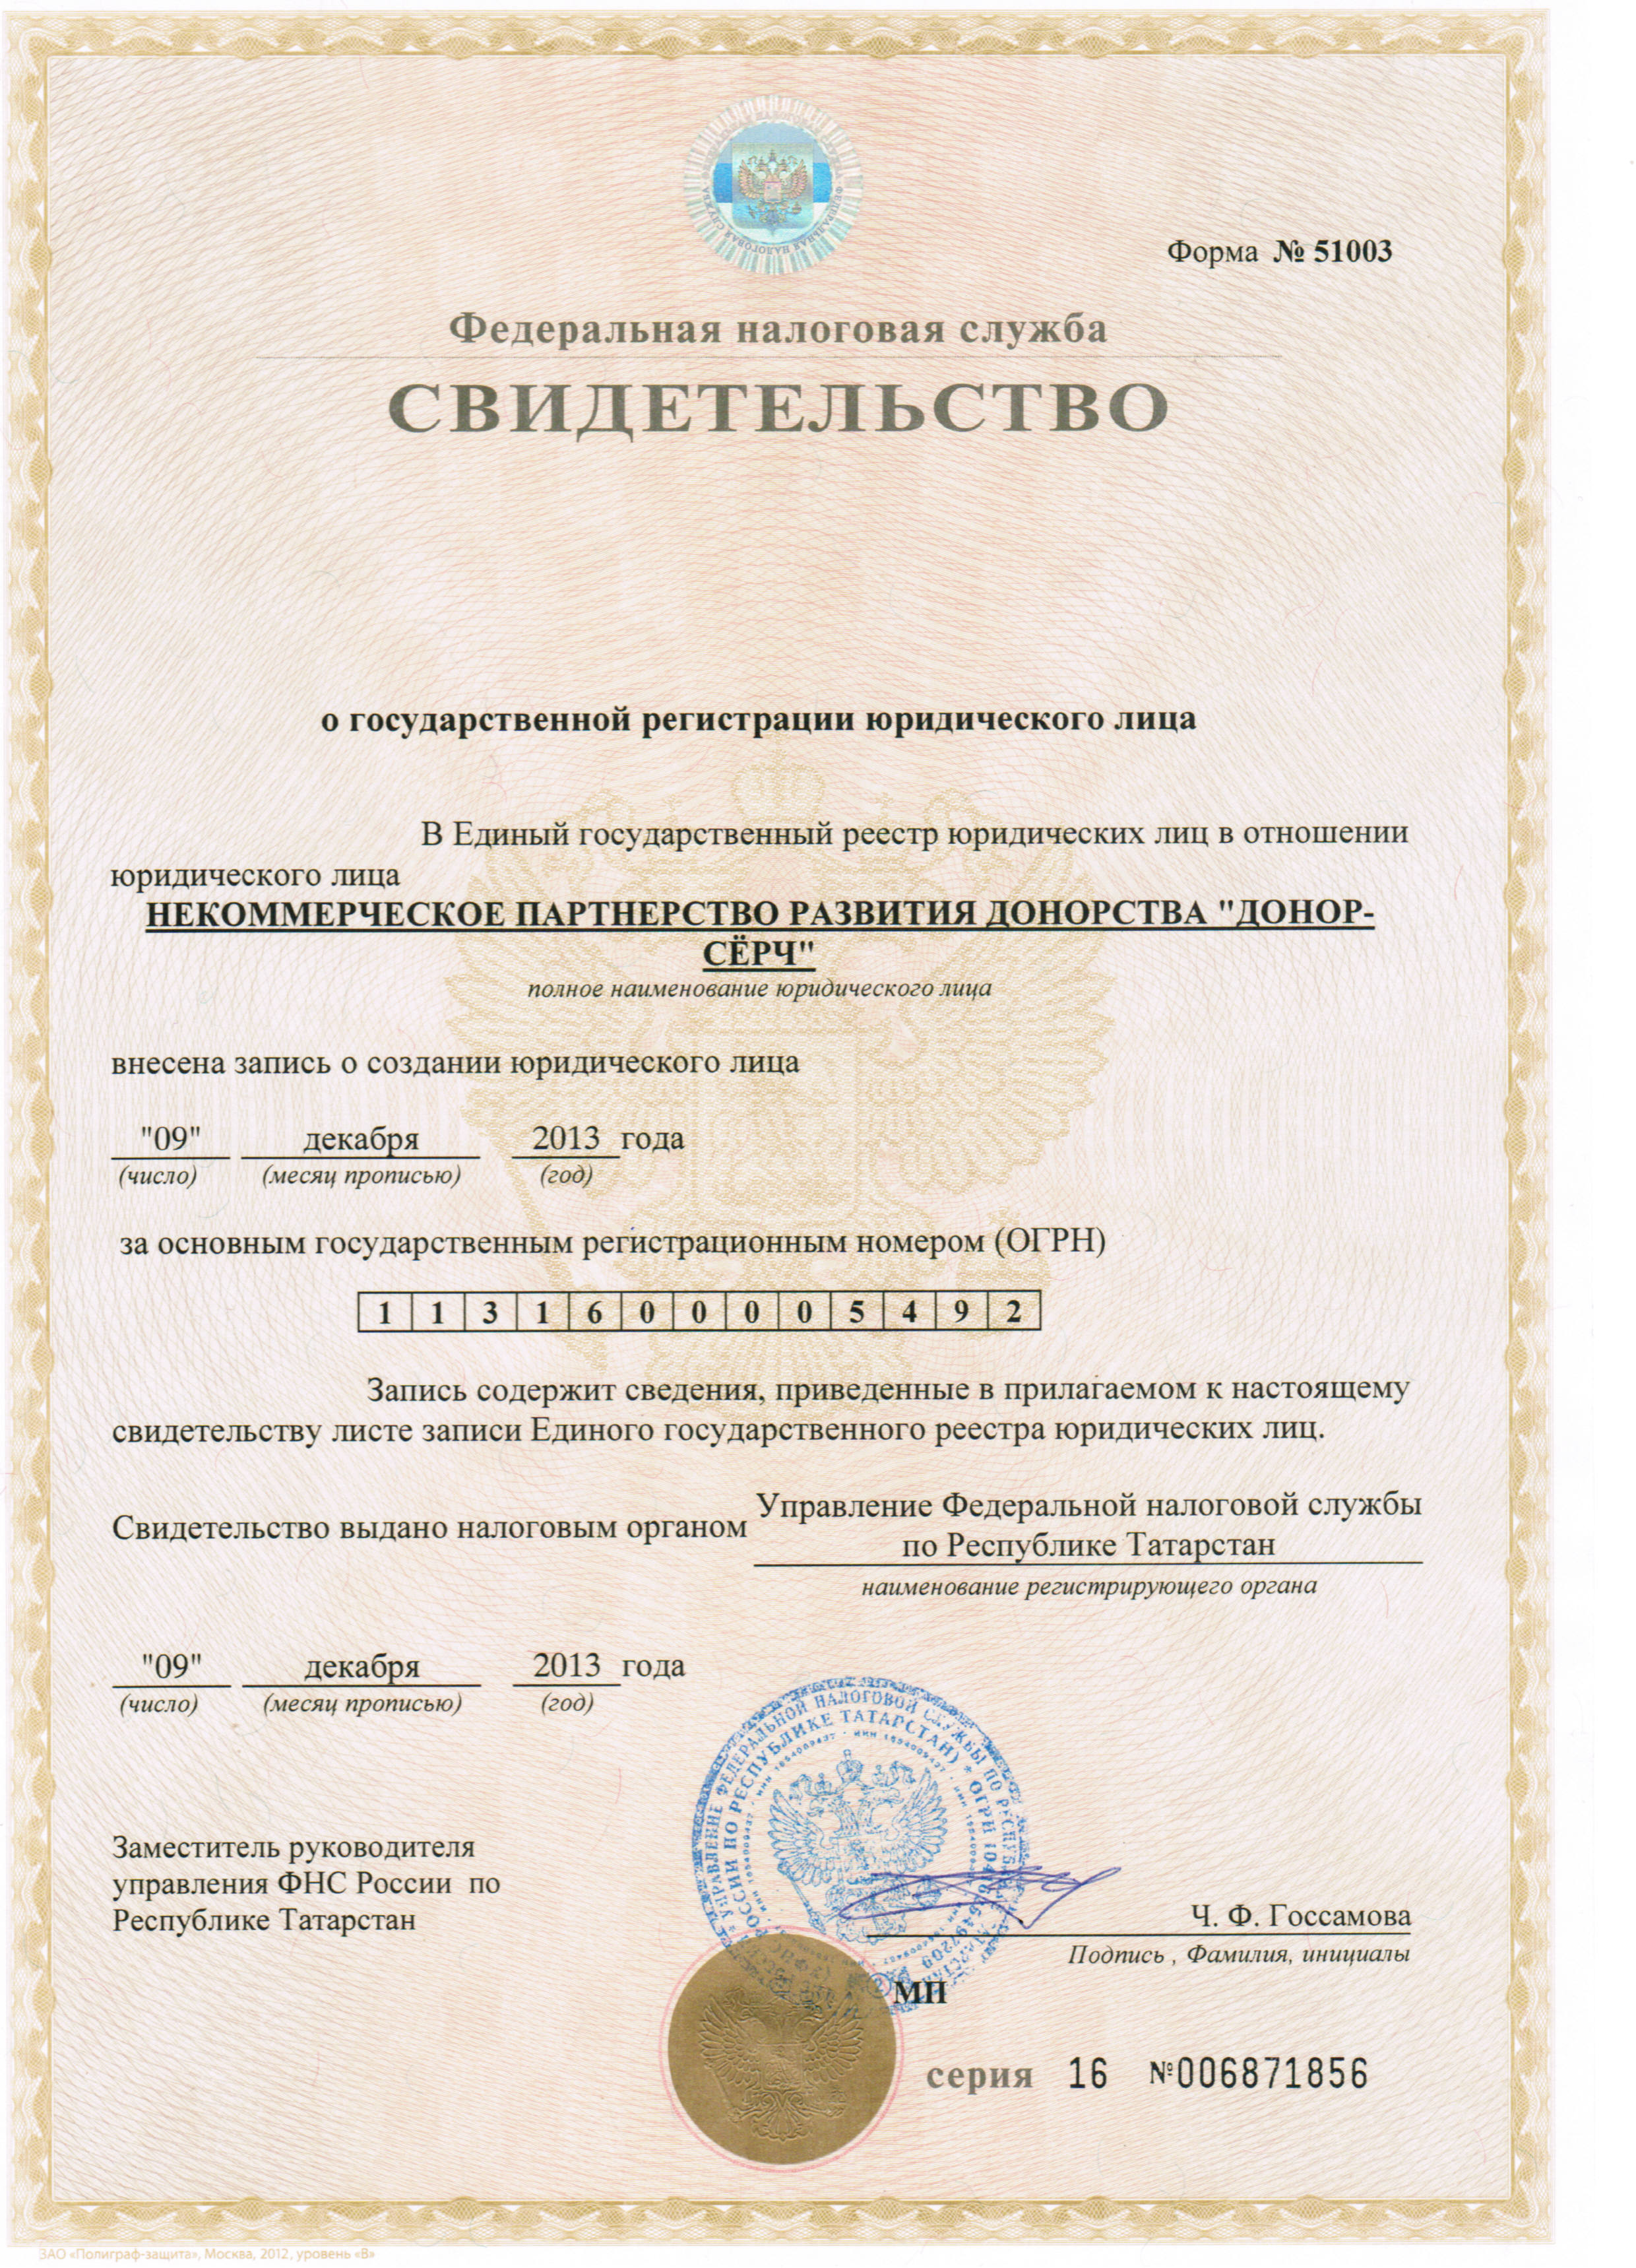 ФЕДЕРАЛЬНАЯ НАЛОГОВАЯ СЛУЖБА
Форма № 51003
Федеральная налоговая служба
СВИДЕТЕЛЬСТВО
о государственной регистрации юридического лица
В Единый государственный реестр юридических лиц в отношении
юридического лица
НЕКОММЕРЧЕСКОЕ ПАРТНЕРСТВО РАЗВИТИЯ ДОНОРСТВА "ДОНОР-
СЁРЧ"
полное наименование юридического лица
внесена запись о создании юридического лица
"09" декабря 2013 года
(число) (месяц прописью) (год)
за основным государственным регистрационным номером (ОГРН)
1 1 3 1 6 0 0 0 0 5 4 9 2
Запись содержит сведения, приведенные в прилагаемом к настоящему
свидетельству листе записи Единого государственного реестра юридических лиц.
Свидетельство выдано налоговым органом
Управление Федеральной налоговой службы
по Республике Татарстан
наименование регистрирующего органа
"09" декабря 2013 года
(число) (месяц прописью) (год)
УПРАВЛЕНИЕ ФЕДЕРАЛЬНОЙ НАЛОГОВОЙ СЛУЖБЫ ПО
РОССИИ ПО РЕСПУБЛИКЕ ТАТАРСТАН) * ОГРН
Заместитель руководителя
управления ФНС России по
Республике Татарстан
Ч. Ф. Госсамова
Подпись , Фамилия, инициалы
МП
серия 16 №006871856
ЗАО «Полиграф-защита», Москва, 2012, уровень «В»